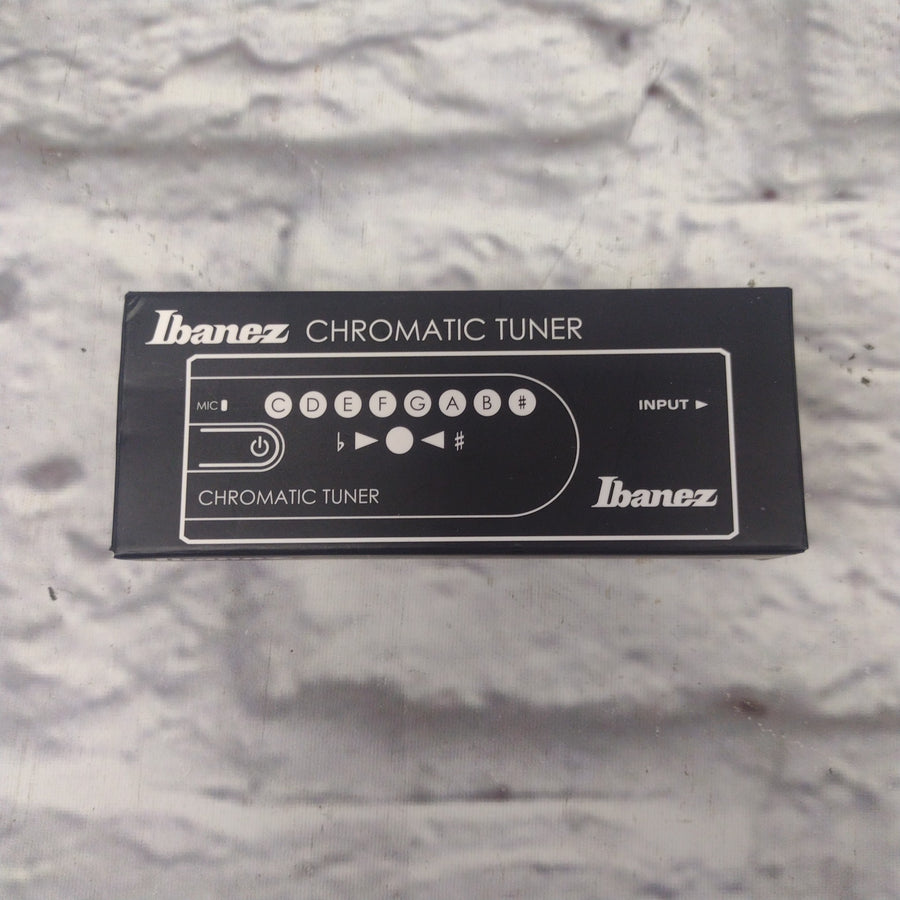 Ibanez CHROMATIC TUNER
MIC
C D E F G A B #
INPUT ►
♭ ► ● ◄ #
CHROMATIC TUNER
Ibanez